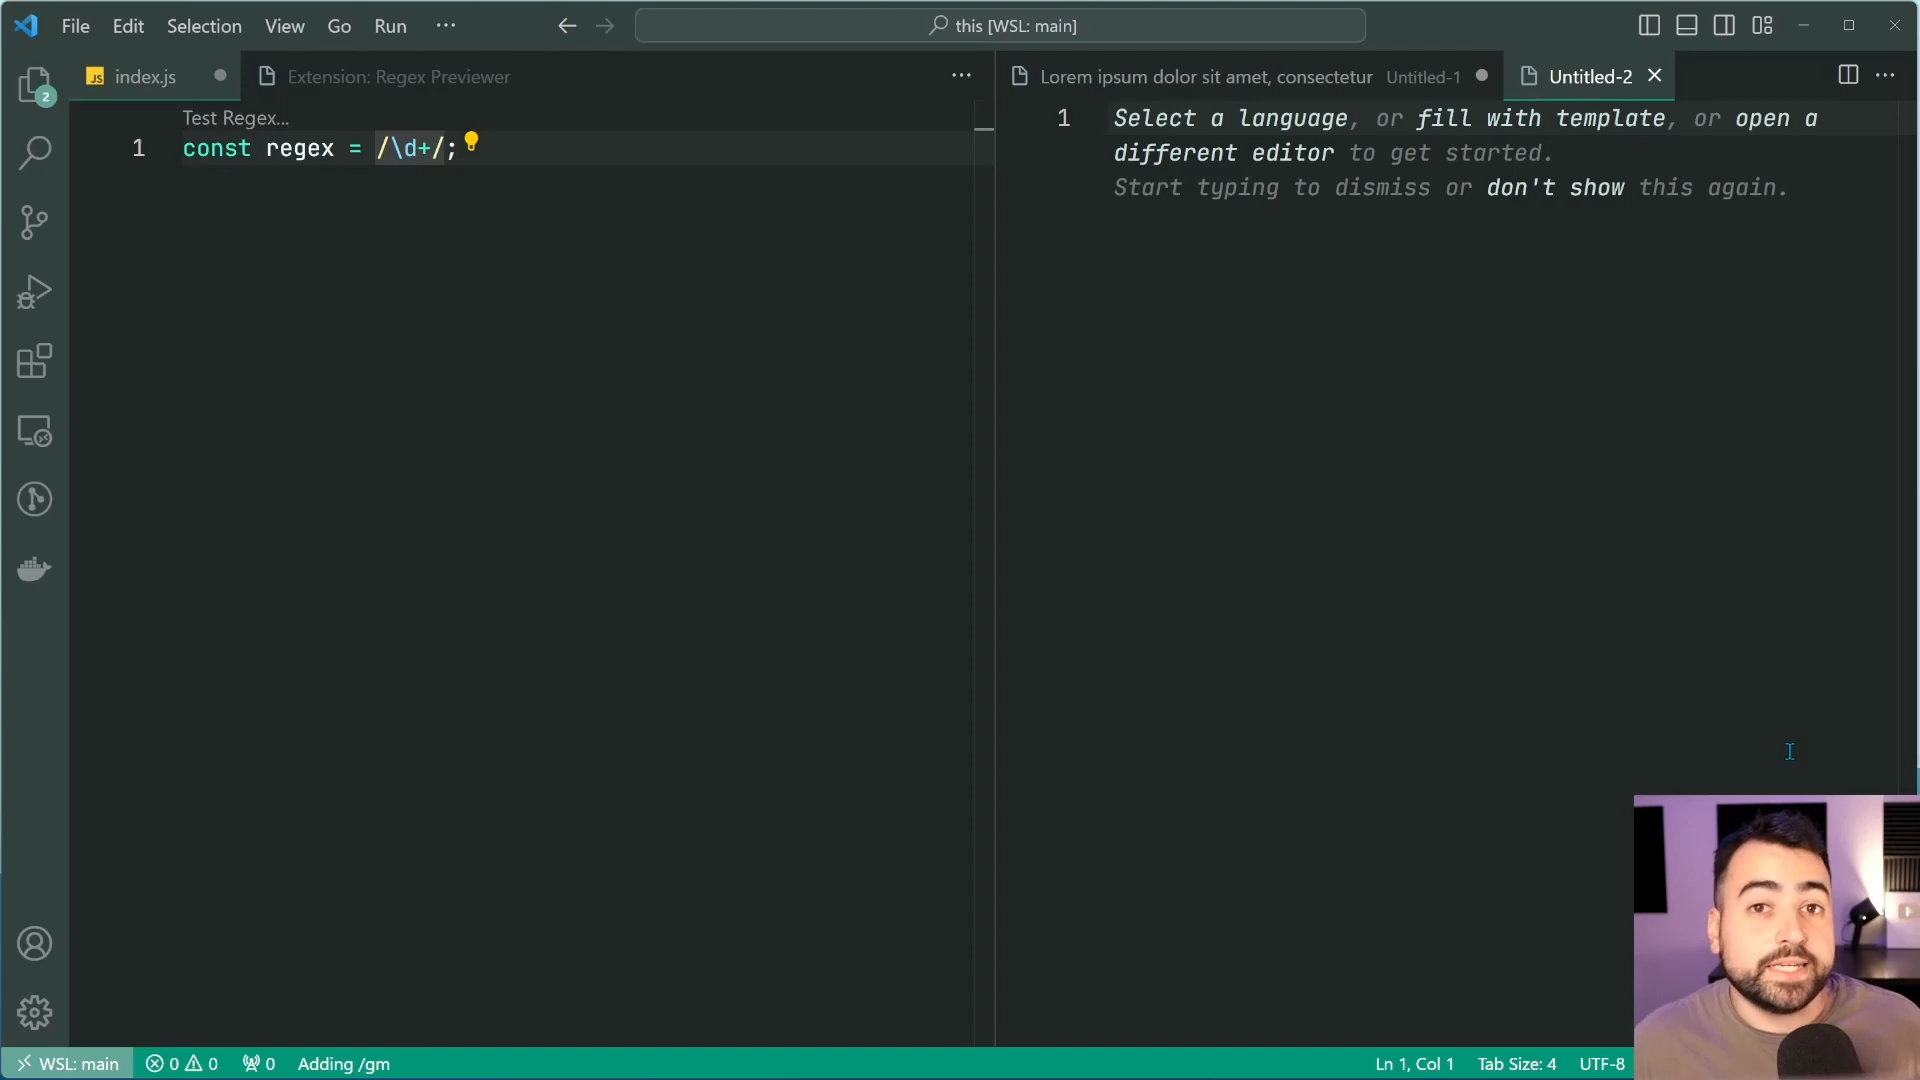 File Edit Selection View Go Run ···
this [WSL: main]
JS index.js
Extension: Regex Previewer
···
Lorem ipsum dolor sit amet, consectetur Untitled-1
Untitled-2
···
2
Test Regex...
1 const regex = /\d+/;
1 Select a language, or fill with template, or open a
different editor to get started.
Start typing to dismiss or don't show this again.
WSL: main 0 0 0 Adding /gm
Ln 1, Col 1 Tab Size: 4 UTF-8